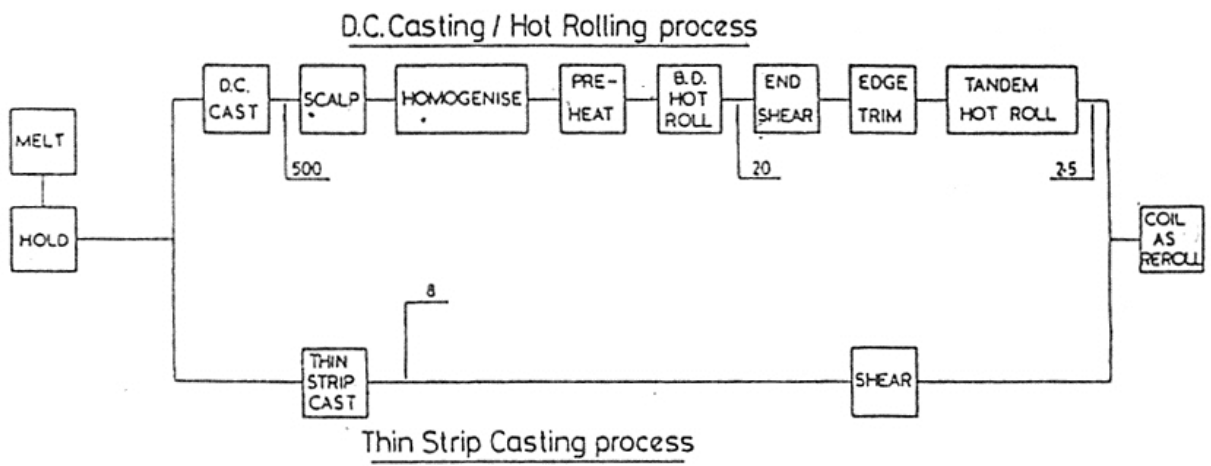 D.C. Casting / Hot Rolling process
MELT
HOLD
D.C.
CAST
SCALP
HOMOGENISE
PRE-
HEAT
B.D.
HOT
ROLL
END
SHEAR
EDGE
TRIM
TANDEM
HOT ROLL
500
20
2·5
COIL
AS
REROLL
8
THIN
STRIP
CAST
SHEAR
Thin Strip Casting process